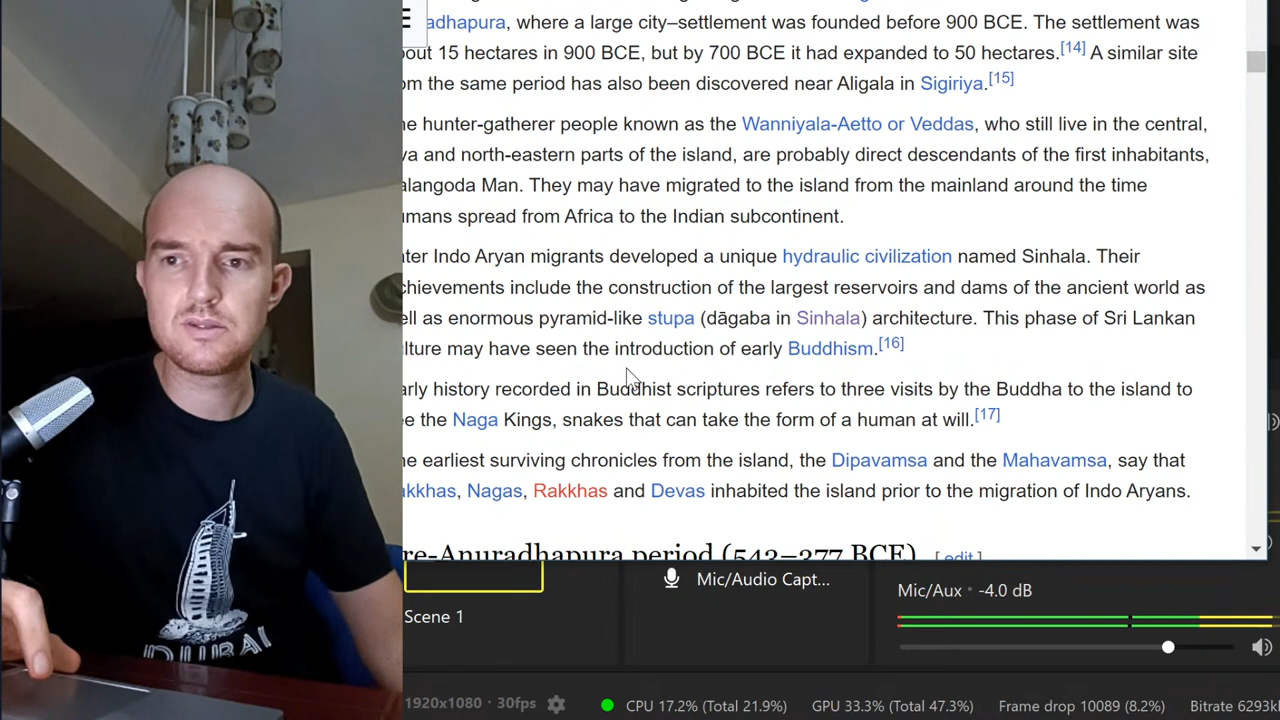 adhapura, where a large city–settlement was founded before 900 BCE. The settlement was
out 15 hectares in 900 BCE, but by 700 BCE it had expanded to 50 hectares.[14] A similar site
m the same period has also been discovered near Aligala in Sigiriya.[15]
e hunter-gatherer people known as the Wanniyala-Aetto or Veddas, who still live in the central,
va and north-eastern parts of the island, are probably direct descendants of the first inhabitants,
alangoda Man. They may have migrated to the island from the mainland around the time
umans spread from Africa to the Indian subcontinent.
ter Indo Aryan migrants developed a unique hydraulic civilization named Sinhala. Their
chievements include the construction of the largest reservoirs and dams of the ancient world as
ell as enormous pyramid-like stupa (dāgaba in Sinhala) architecture. This phase of Sri Lankan
lture may have seen the introduction of early Buddhism.[16]
arly history recorded in Buddhist scriptures refers to three visits by the Buddha to the island to
e the Naga Kings, snakes that can take the form of a human at will.[17]
e earliest surviving chronicles from the island, the Dipavamsa and the Mahavamsa, say that
akkhas, Nagas, Rakkhas and Devas inhabited the island prior to the migration of Indo Aryans.
re-Anuradhapura period (543–377 BCE) [ edit ]
Mic/Audio Capt...
Mic/Aux -4.0 dB
Scene 1
DUBAI
1920x1080 · 30fps
CPU 17.2% (Total 21.9%)
GPU 33.3% (Total 47.3%)
Frame drop 10089 (8.2%)
Bitrate 6293k